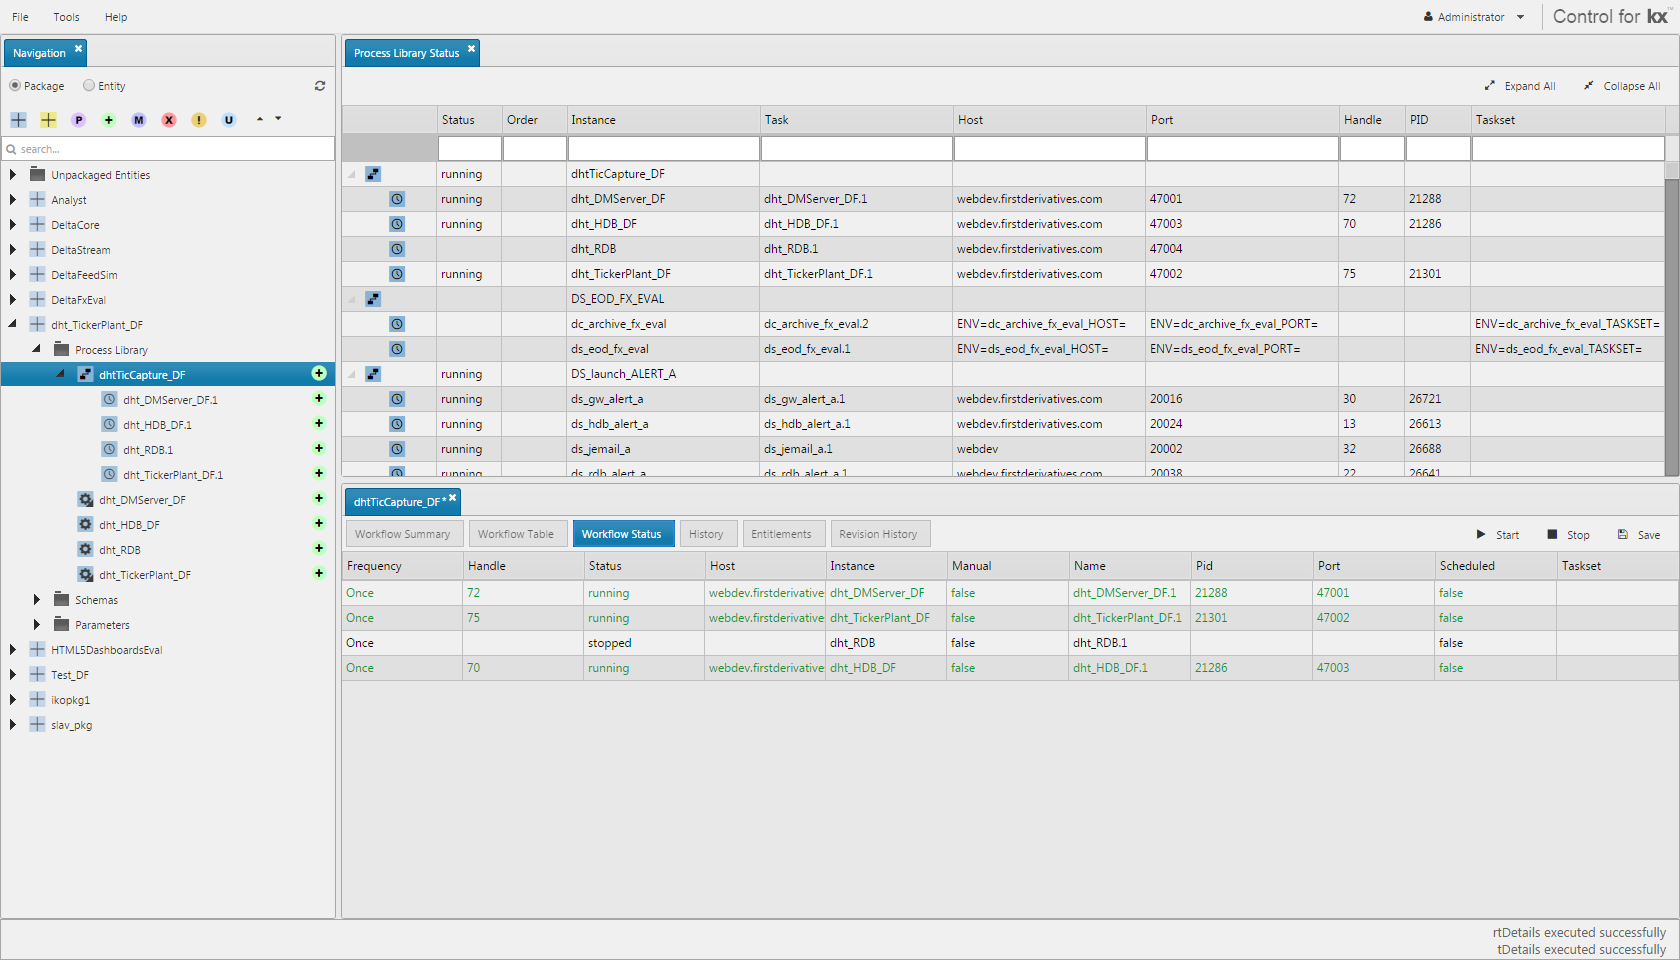 File Tools Help Administrator Control for kx
Navigation
Package Entity
P + M X ! U
search...
Unpackaged Entities
Analyst
DeltaCore
DeltaStream
DeltaFeedSim
DeltaFxEval
dht_TickerPlant_DF
Process Library
dhtTicCapture_DF
dht_DMServer_DF.1
dht_HDB_DF.1
dht_RDB.1
dht_TickerPlant_DF.1
dht_DMServer_DF
dht_HDB_DF
dht_RDB
dht_TickerPlant_DF
Schemas
Parameters
HTML5DashboardsEval
Test_DF
ikopkg1
slav_pkg
Process Library Status
Expand All Collapse All
Status Order Instance Task Host Port Handle PID Taskset
running dhtTicCapture_DF
running dht_DMServer_DF dht_DMServer_DF.1 webdev.firstderivatives.com 47001 72 21288
running dht_HDB_DF dht_HDB_DF.1 webdev.firstderivatives.com 47003 70 21286
dht_RDB dht_RDB.1 webdev.firstderivatives.com 47004
running dht_TickerPlant_DF dht_TickerPlant_DF.1 webdev.firstderivatives.com 47002 75 21301
DS_EOD_FX_EVAL
dc_archive_fx_eval dc_archive_fx_eval.2 ENV=dc_archive_fx_eval_HOST= ENV=dc_archive_fx_eval_PORT= ENV=dc_archive_fx_eval_TASKSET=
ds_eod_fx_eval ds_eod_fx_eval.1 ENV=ds_eod_fx_eval_HOST= ENV=ds_eod_fx_eval_PORT= ENV=ds_eod_fx_eval_TASKSET=
running DS_launch_ALERT_A
running ds_gw_alert_a ds_gw_alert_a.1 webdev.firstderivatives.com 20016 30 26721
running ds_hdb_alert_a ds_hdb_alert_a.1 webdev.firstderivatives.com 20024 13 26613
running ds_jemail_a ds_jemail_a.1 webdev 20002 32 26688
running ds_rdb_alert_a ds_rdb_alert_a.1 webdev.firstderivatives.com 20038 22 26641
dhtTicCapture_DF*
Workflow Summary Workflow Table Workflow Status History Entitlements Revision History Start Stop Save
Frequency Handle Status Host Instance Manual Name Pid Port Scheduled Taskset
Once 72 running webdev.firstderivative dht_DMServer_DF false dht_DMServer_DF.1 21288 47001 false
Once 75 running webdev.firstderivative dht_TickerPlant_DF false dht_TickerPlant_DF.1 21301 47002 false
Once stopped dht_RDB false dht_RDB.1 false
Once 70 running webdev.firstderivative dht_HDB_DF false dht_HDB_DF.1 21286 47003 false
rtDetails executed successfully
tDetails executed successfully